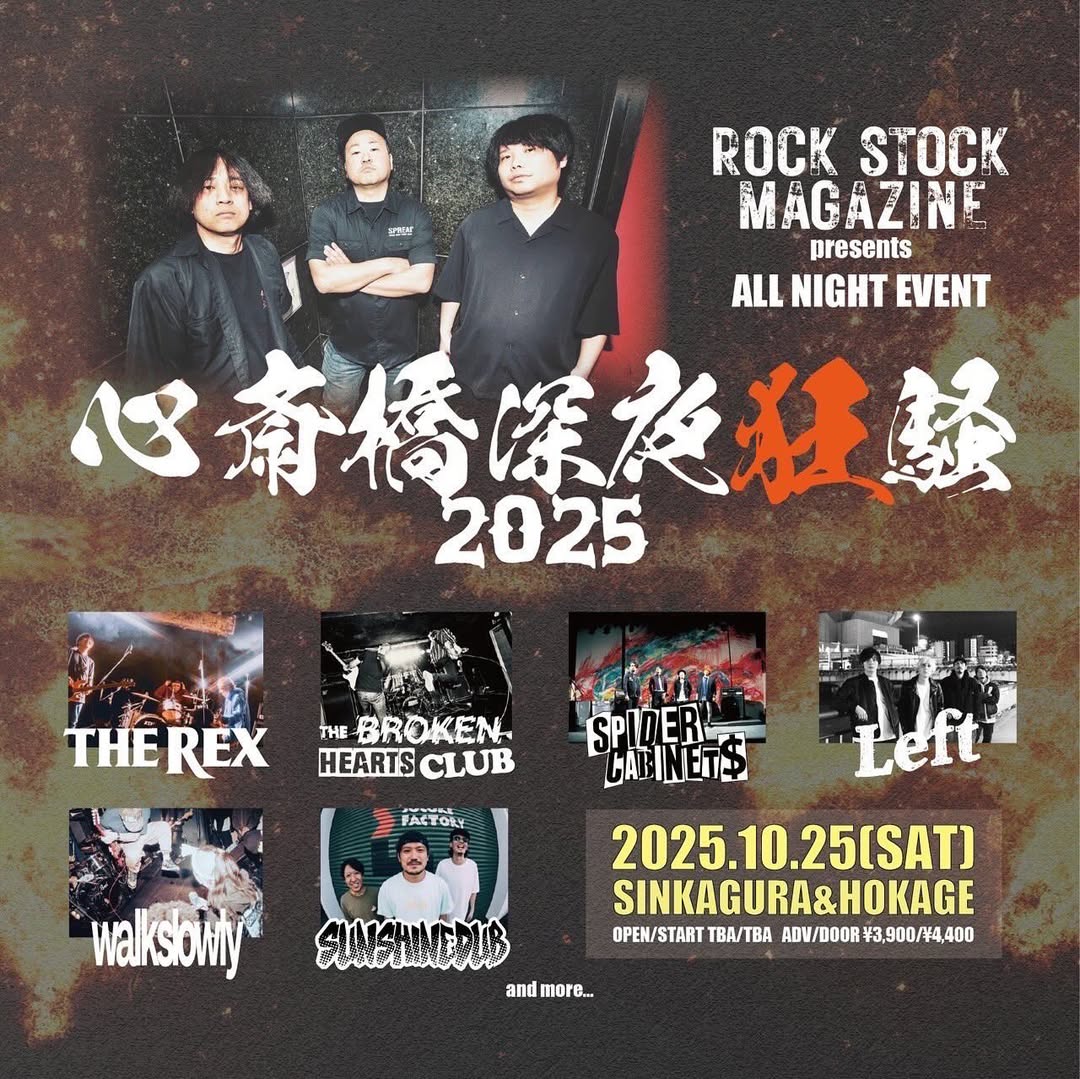 SPREAD
ROCK STOCK
MAGAZINE
presents
ALL NIGHT EVENT
心斎橋深夜狂騒
2025
THE REX
THE BROKEN
HEARTS CLUB
SPIDER
CABINET$
Left
walkslowly
FACTORY
SUNSHINEDUB
2025.10.25(SAT)
SINKAGURA&HOKAGE
OPEN/START TBA/TBA ADV/DOOR ¥3,900/¥4,400
and more...